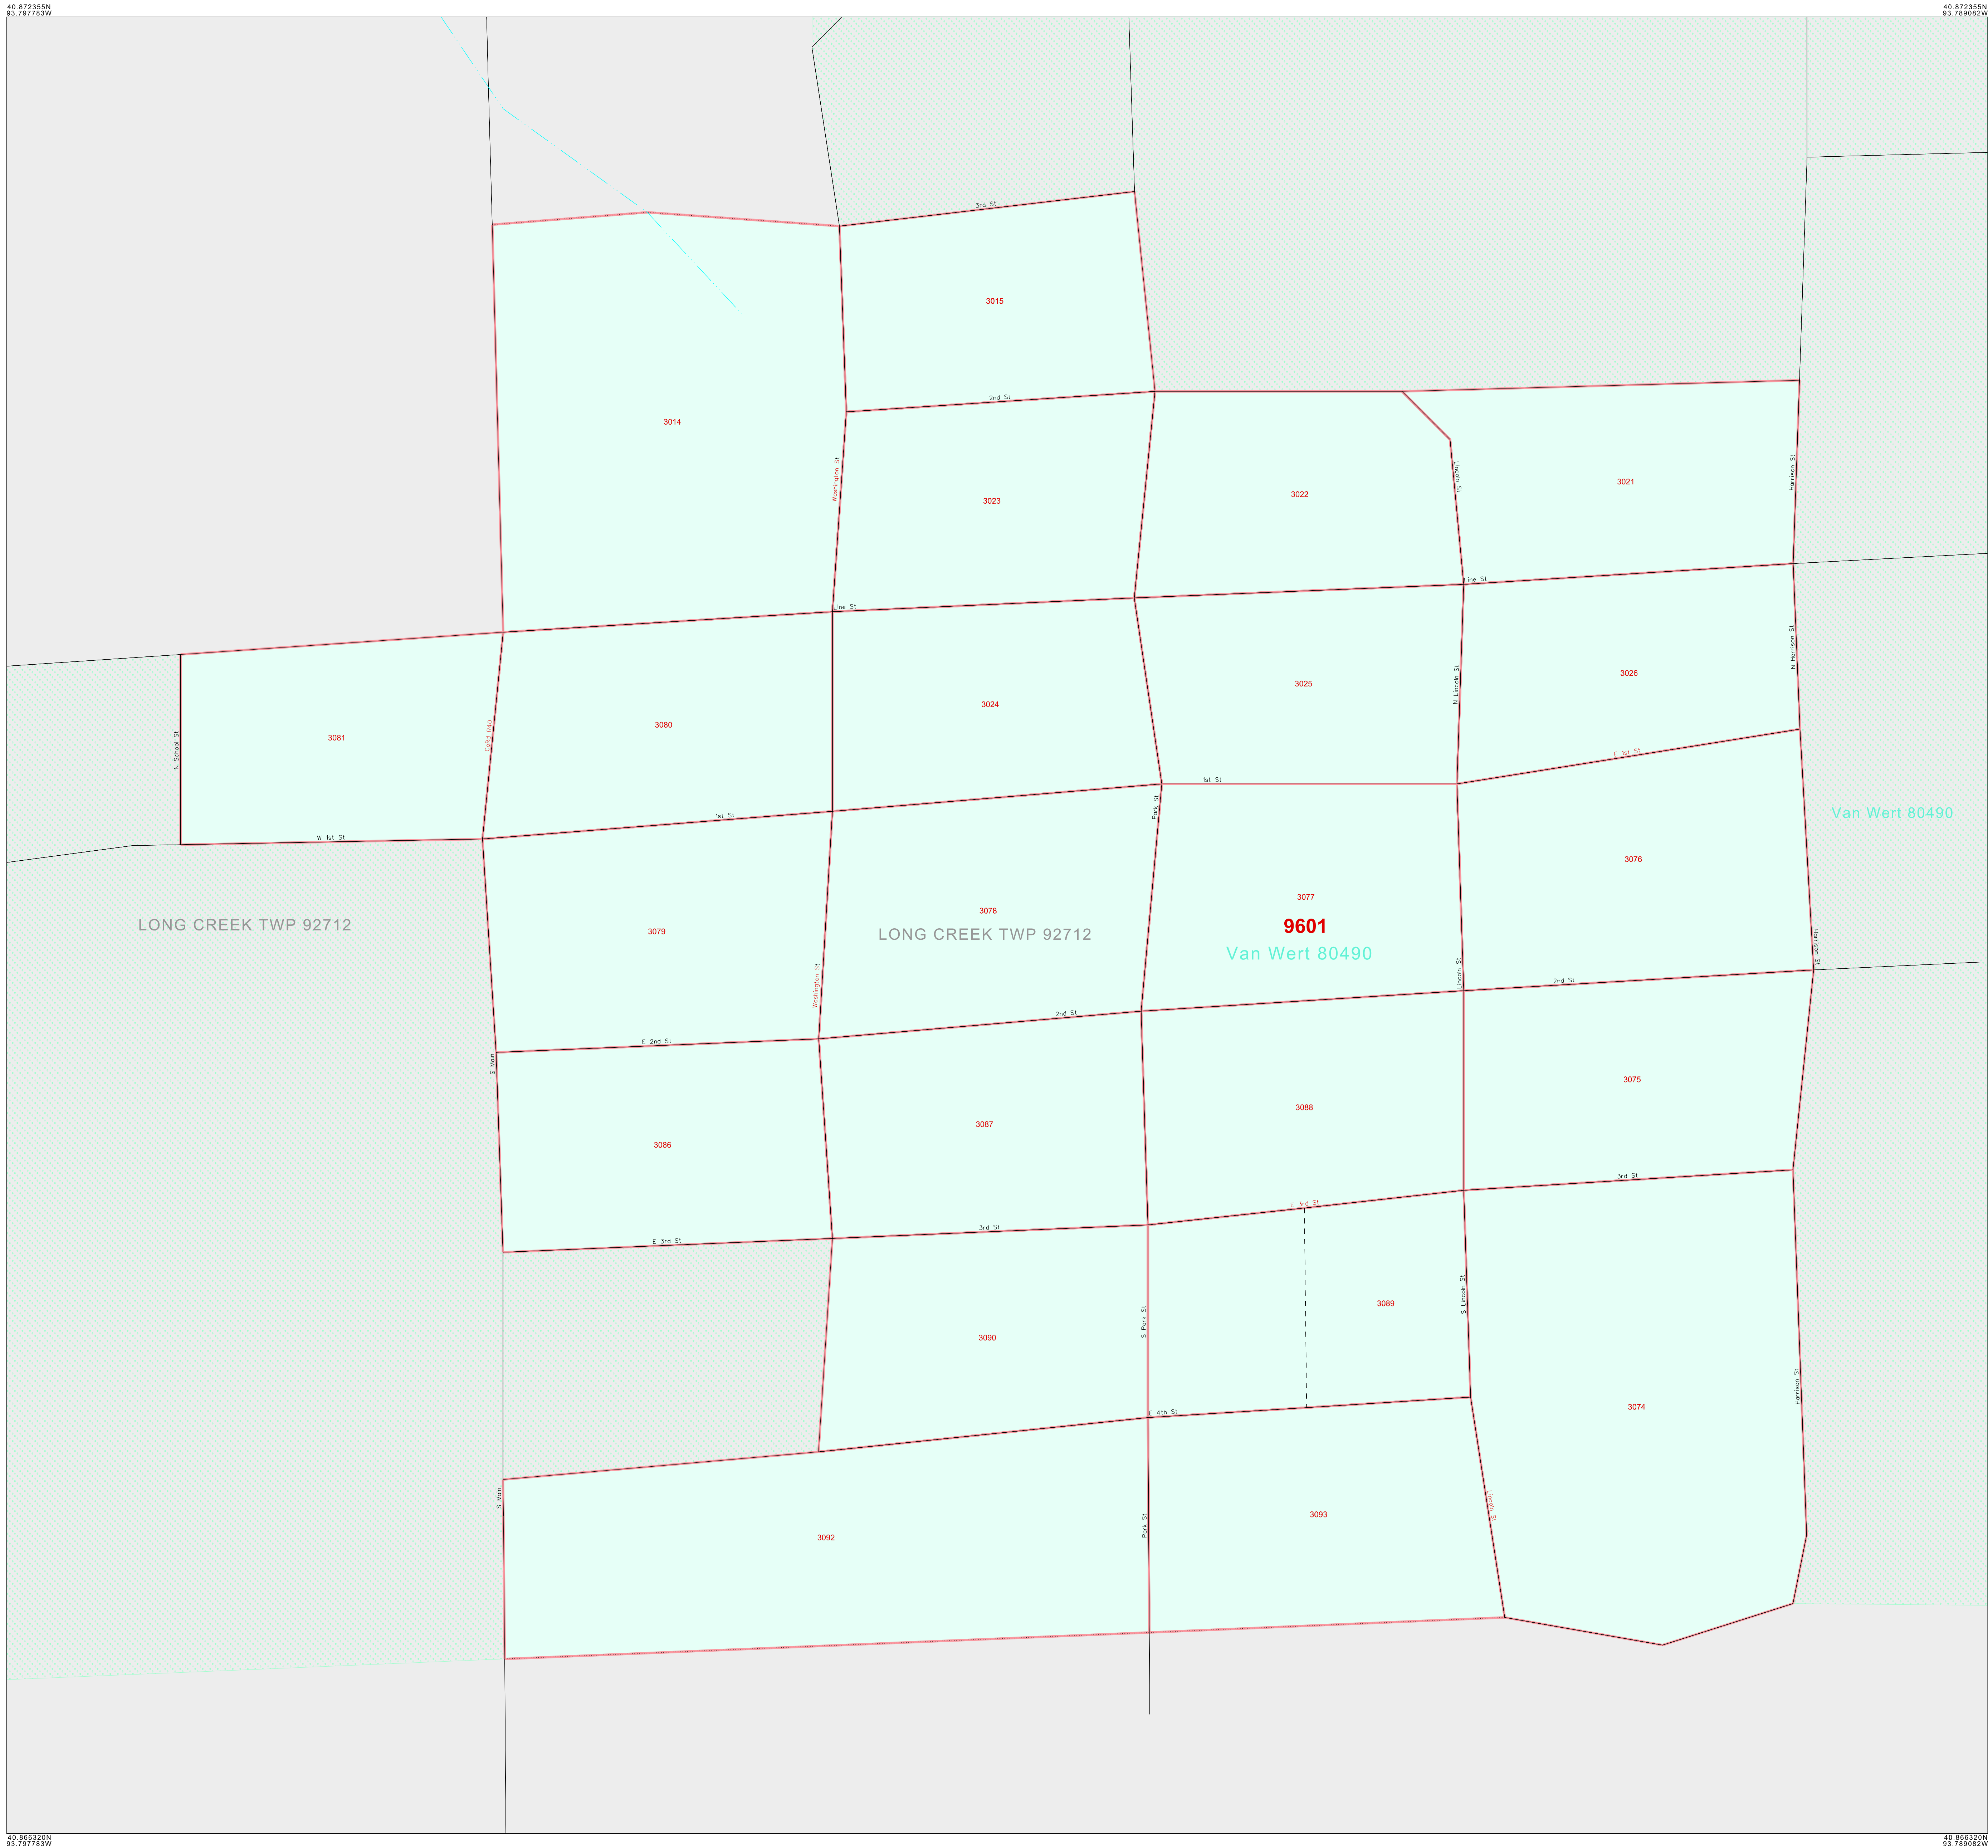 40.872355N
93.797783W
40.872355N
93.789082W
3rd St
3015
2nd St
3014
Washington St
3023
3022
Lincoln St
3021
Harrison St
Line St
Line St
N School St
3081
CoRd R40
3080
3024
3025
N Lincoln St
3026
N Harrison St
E 1st St
1st St
Park St
1st St
W 1st St
Van Wert 80490
3076
LONG CREEK TWP 92712
3079
3078
LONG CREEK TWP 92712
3077
9601
Van Wert 80490
Washington St
Lincoln St
Harrison St
2nd St
2nd St
E 2nd St
S Main
3086
3087
3088
3075
3rd St
E 3rd St
3rd St
E 3rd St
3090
S Park St
3089
S Lincoln St
3074
Harrison St
E 4th St
S Main
3092
Park St
3093
Lincoln St
40.866320N
93.797783W
40.866320N
93.789082W